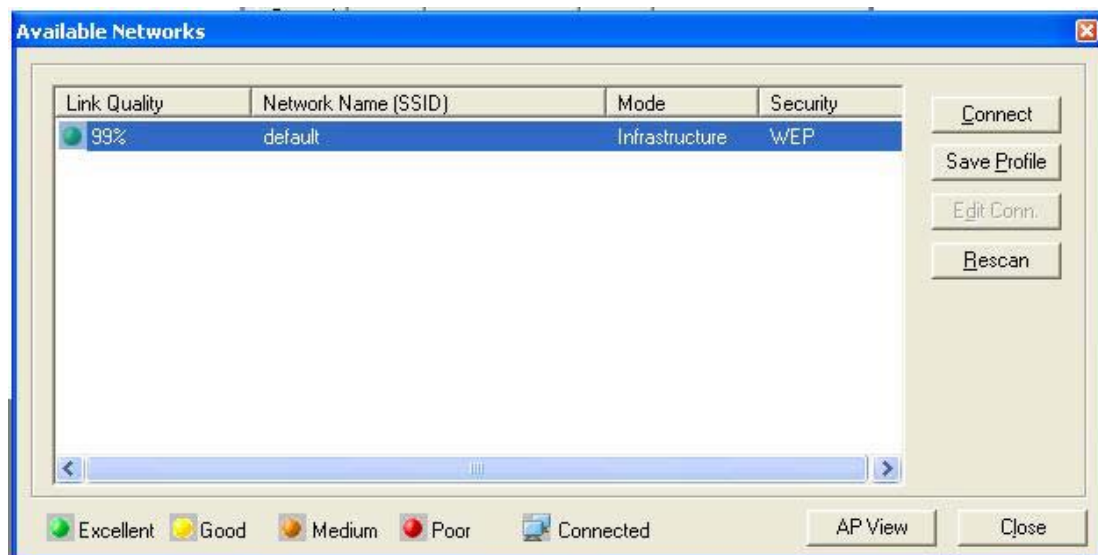 Available Networks
Link Quality Network Name (SSID) Mode Security
99% default Infrastructure WEP
Connect
Save Profile
Edit Conn.
Rescan
Excellent Good Medium Poor Connected AP View Close